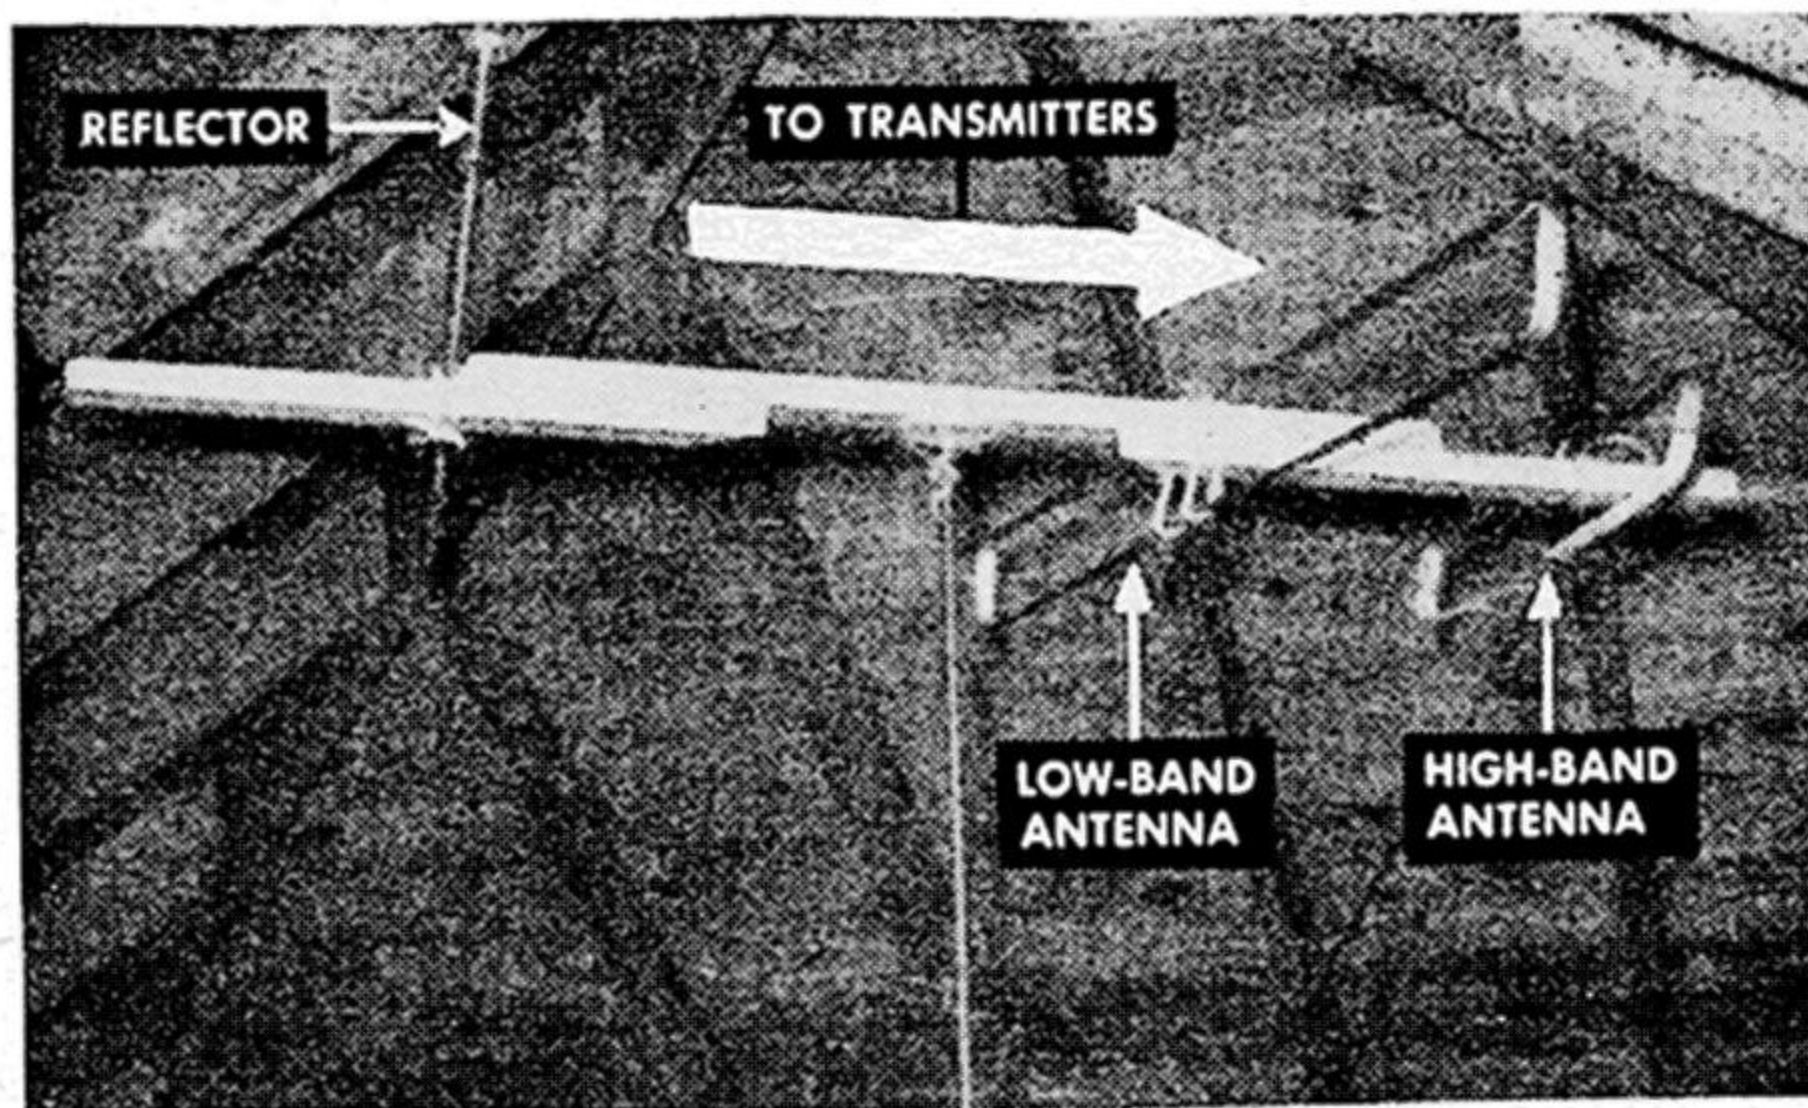 REFLECTOR
TO TRANSMITTERS
LOW-BAND
ANTENNA
HIGH-BAND
ANTENNA